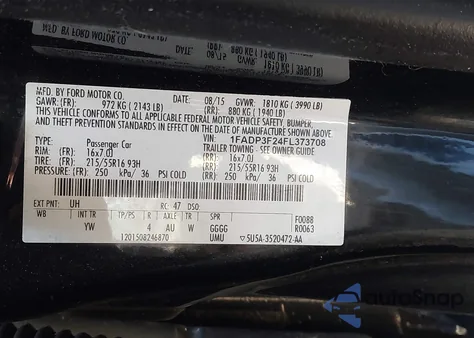 MFD. BY FORD MOTOR CO.
DATE: 08/15 GVWR: 1810 KG ( 3990 LB)
GAWR: (FR): 972 KG ( 2143 LB) (RR): 880 KG ( 1940 LB)
THIS VEHICLE CONFORMS TO ALL APPLICABLE FEDERAL MOTOR VEHICLE SAFETY, BUMPER,
AND THEFT PREVENTION STANDARDS IN EFFECT ON THE DATE OF MANUFACTURE SHOWN ABOVE.
VIN: 1FADP3F24FL373708
TYPE: Passenger Car TRAILER TOWING - SEE OWNER GUIDE
RIM: (FR) 16x7.0J (RR) 16x7.0J
TIRE: (FR) 215/55R16 93H (RR) 215/55R16 93H
PRESSURE: (FR) 250 kPa/ 36 PSI COLD (RR) 250 kPa/ 36 PSI COLD
EXT PNT: UH RC: 47 DSO
WB INT TR TP/PS R AXLE TR SPR F0088
YW 4 AU W GGGG R0063
1201508246870 UMU 5U5A-3520472-AA
autoSnap